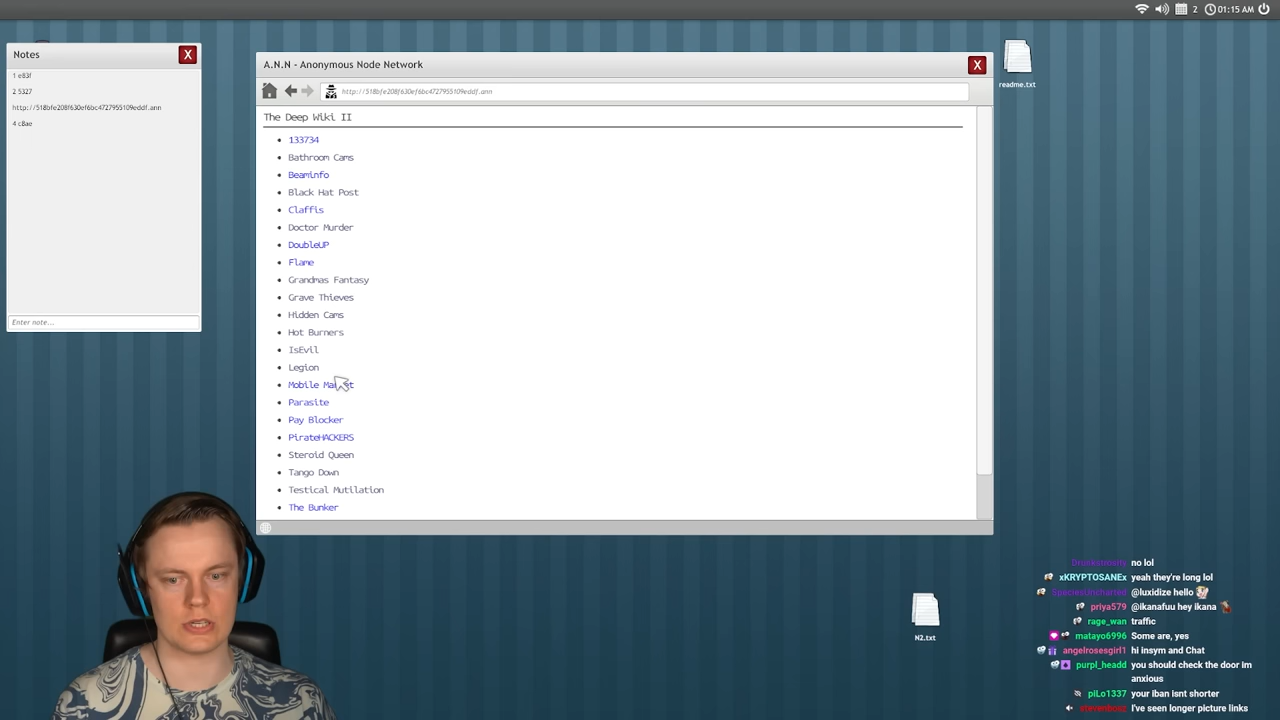 2 01:15 AM
Notes X
1 e83f
2 5327
http://518bfe208f630ef6bc4727955109eddf.ann
4 c8ae
Enter note...
A.N.N - Anonymous Node Network X
http://518bfe208f630ef6bc4727955109eddf.ann
The Deep Wiki II
133734
Bathroom Cams
Beaminfo
Black Hat Post
Claffis
Doctor Murder
DoubleUP
Flame
Grandmas Fantasy
Grave Thieves
Hidden Cams
Hot Burners
IsEvil
Legion
Mobile Market
Parasite
Pay Blocker
PirateHACKERS
Steroid Queen
Tango Down
Testical Mutilation
The Bunker
readme.txt
N2.txt
no lol
xKRYPTOSANEx yeah they're long lol
@luxidize hello
priya579 @ikanafuu hey ikana
rage_wan traffic
matayo6996 Some are, yes
angelrosesgirl1 hi insym and Chat
purpl_headd you should check the door im
anxious
piLo1337 your iban isnt shorter
I've seen longer picture links